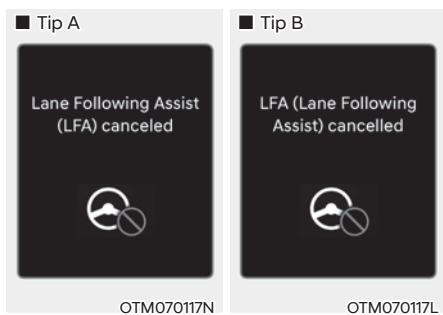 ■ Tip A
Lane Following Assist
(LFA) canceled
OTM070117N
■ Tip B
LFA (Lane Following
Assist) cancelled
OTM070117L